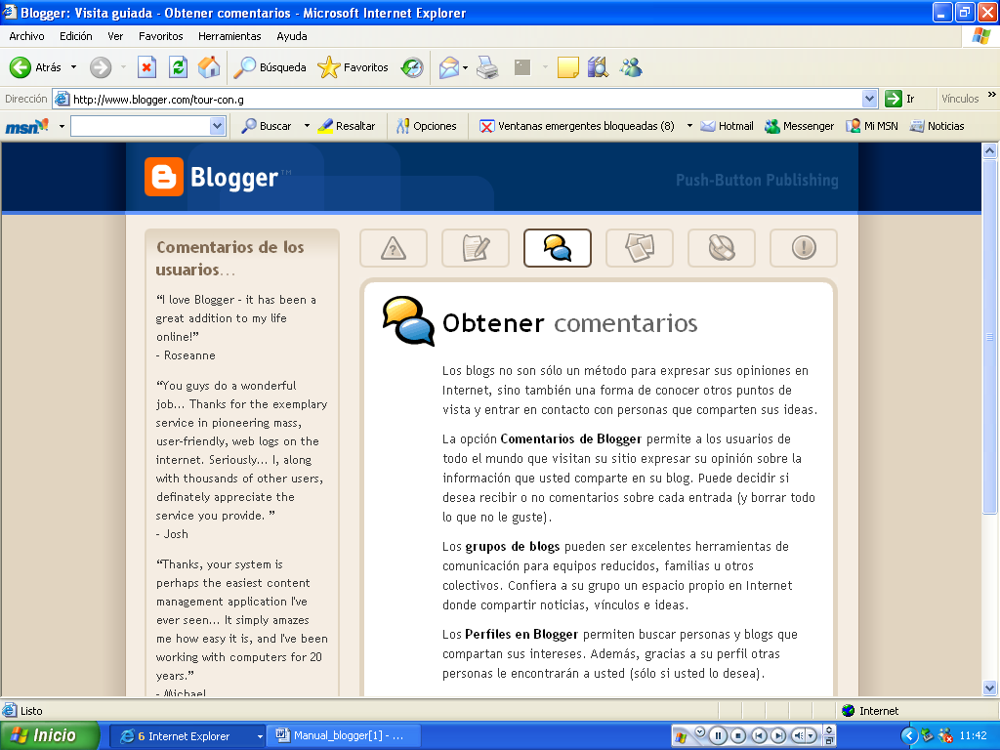 Blogger: Visita guiada - Obtener comentarios - Microsoft Internet Explorer
Archivo Edición Ver Favoritos Herramientas Ayuda
Atrás Búsqueda Favoritos
Dirección http://www.blogger.com/tour-con.g Ir Vínculos »
msn Buscar Resaltar Opciones Ventanas emergentes bloqueadas (8) Hotmail Messenger Mi MSN Noticias
Blogger™ Push-Button Publishing
Comentarios de los
usuarios...
“I love Blogger - it has been a
great addition to my life
online!”
- Roseanne
“You guys do a wonderful
job... Thanks for the exemplary
service in pioneering mass,
user-friendly, web logs on the
internet. Seriously... I, along
with thousands of other users,
definately appreciate the
service you provide. ”
- Josh
“Thanks, your system is
perhaps the easiest content
management application I've
ever seen... It simply amazes
me how easy it is, and I've been
working with computers for 20
years.”
- Michael
Obtener comentarios
Los blogs no son sólo un método para expresar sus opiniones en
Internet, sino también una forma de conocer otros puntos de
vista y entrar en contacto con personas que comparten sus ideas.
La opción Comentarios de Blogger permite a los usuarios de
todo el mundo que visitan su sitio expresar su opinión sobre la
información que usted comparte en su blog. Puede decidir si
desea recibir o no comentarios sobre cada entrada (y borrar todo
lo que no le guste).
Los grupos de blogs pueden ser excelentes herramientas de
comunicación para equipos reducidos, familias u otros
colectivos. Confiera a su grupo un espacio propio en Internet
donde compartir noticias, vínculos e ideas.
Los Perfiles en Blogger permiten buscar personas y blogs que
compartan sus intereses. Además, gracias a su perfil otras
personas le encontrarán a usted (sólo si usted lo desea).
Listo Internet
Inicio 6 Internet Explorer Manual_blogger[1] - ... 11:42